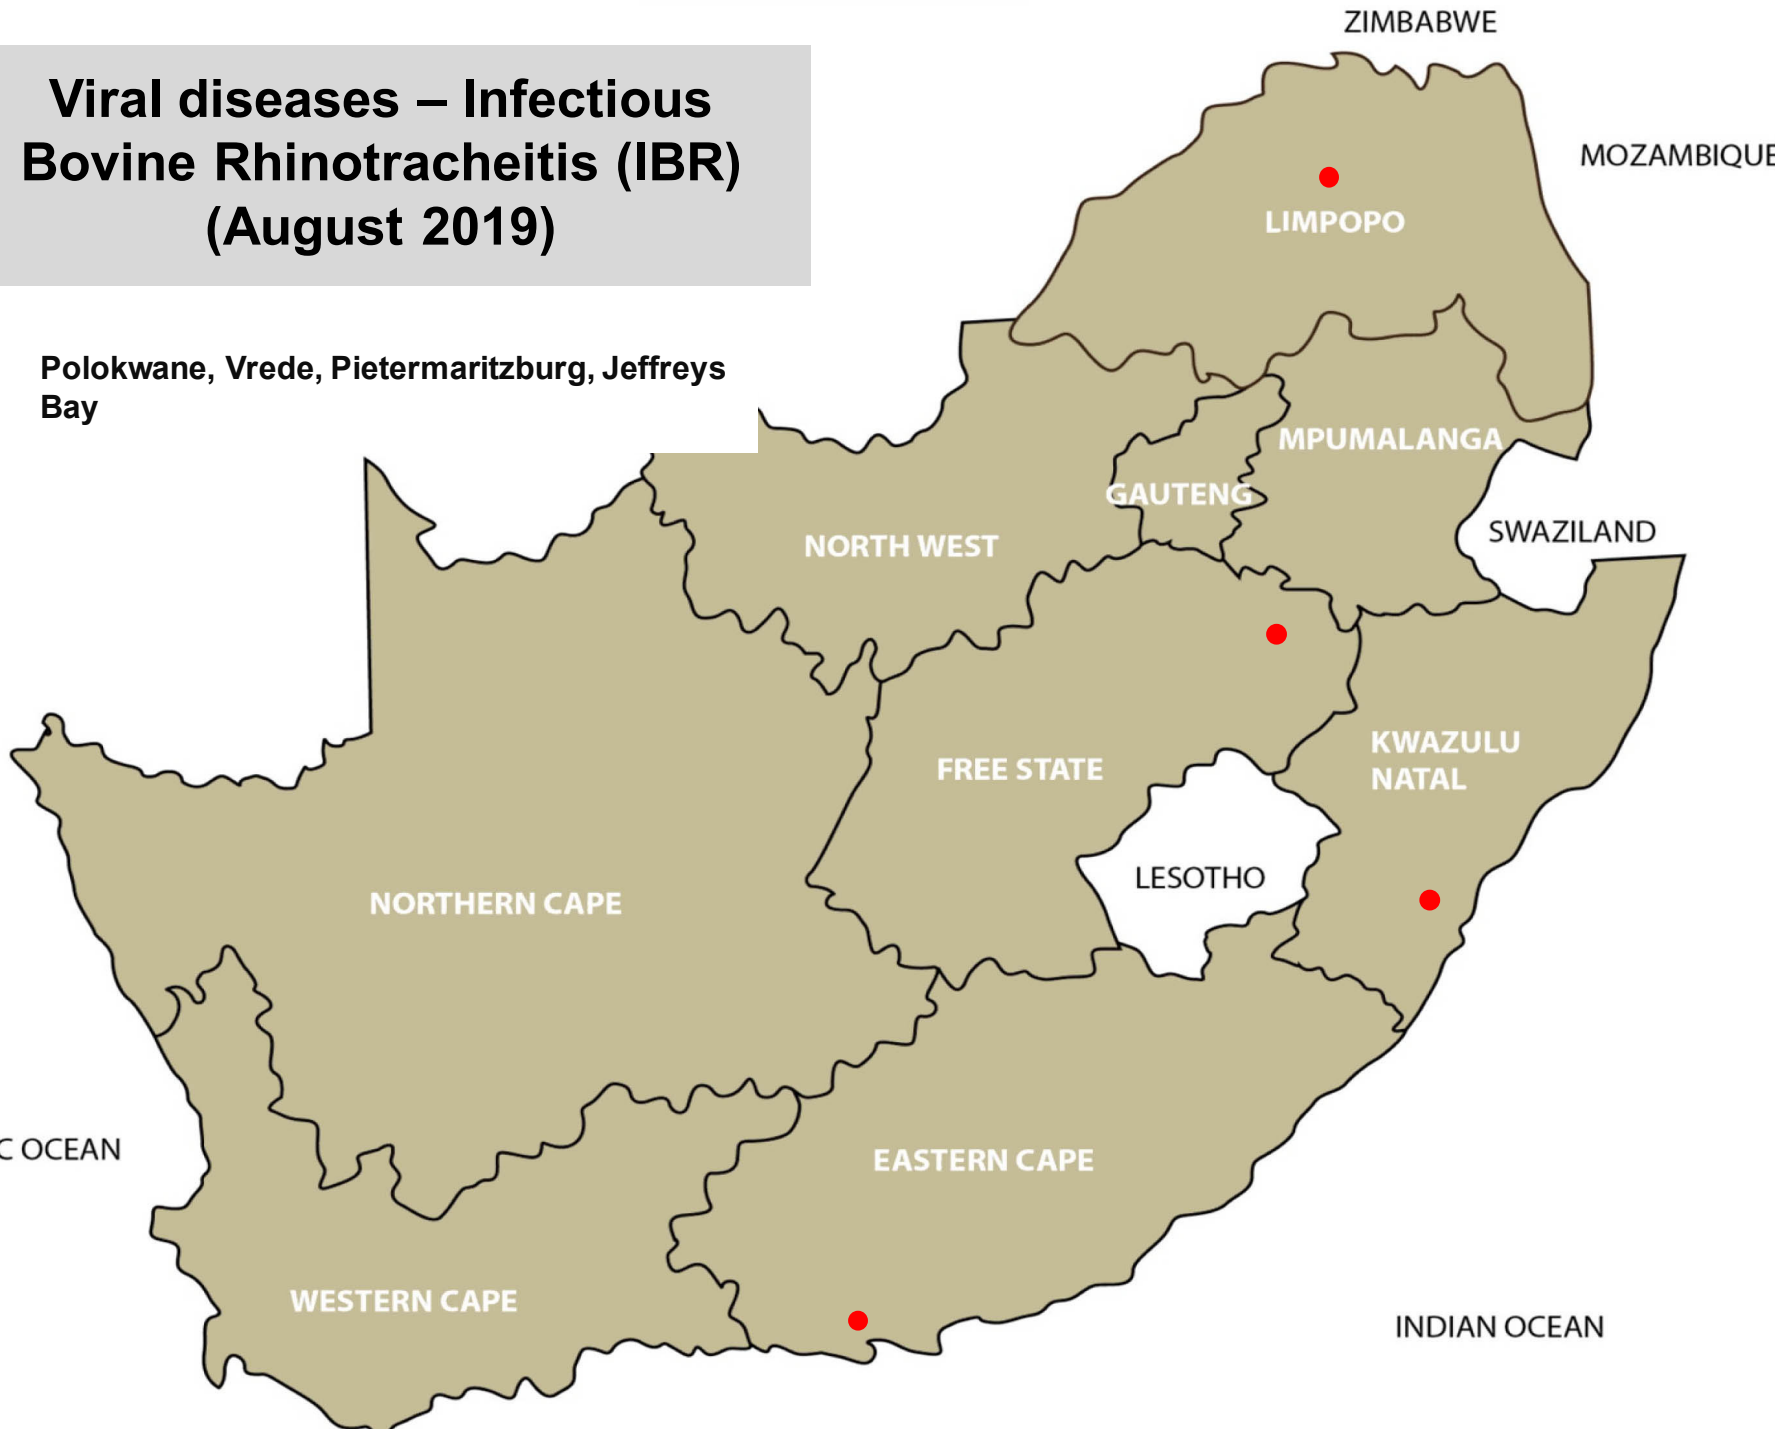 ZIMBABWE
Viral diseases – Infectious
Bovine Rhinotracheitis (IBR)
(August 2019)
MOZAMBIQUE
LIMPOPO
Polokwane, Vrede, Pietermaritzburg, Jeffreys
Bay
MPUMALANGA
GAUTENG
SWAZILAND
NORTH WEST
KWAZULU
NATAL
FREE STATE
LESOTHO
NORTHERN CAPE
C OCEAN
EASTERN CAPE
WESTERN CAPE
INDIAN OCEAN